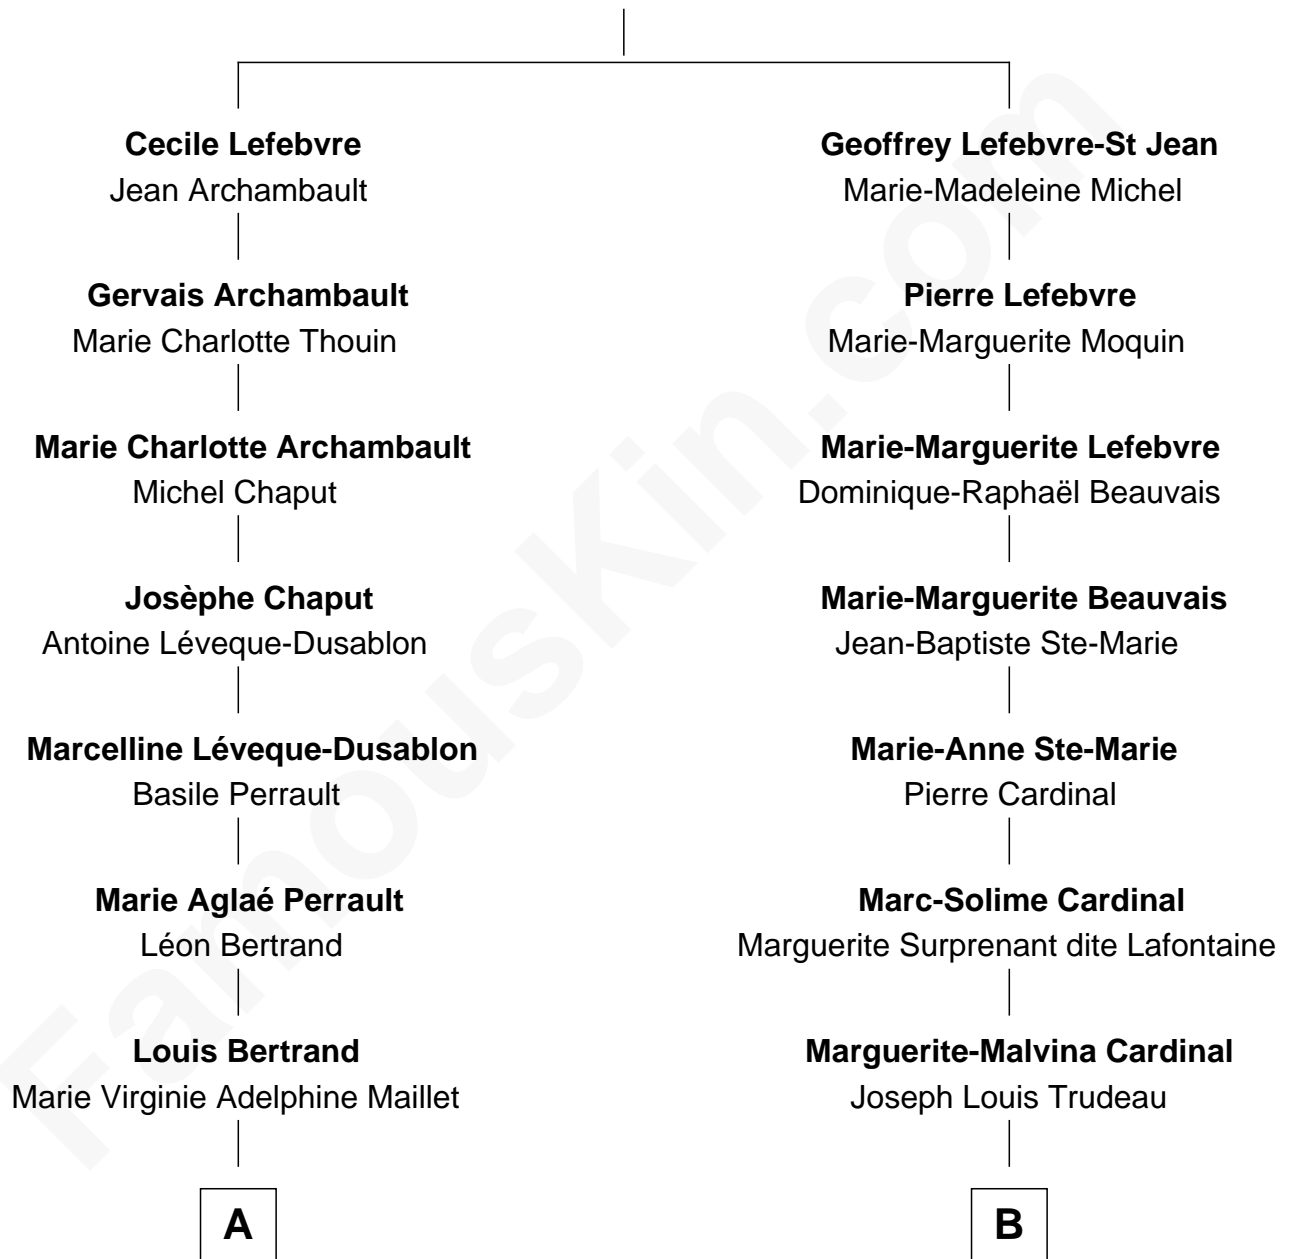 Cecile Lefebvre
Jean Archambault
Gervais Archambault
Marie Charlotte Thouin
Marie Charlotte Archambault
Michel Chaput
Josèphe Chaput
Antoine Léveque-Dusablon
Marcelline Léveque-Dusablon
Basile Perrault
Marie Aglaé Perrault
Léon Bertrand
Louis Bertrand
Marie Virginie Adelphine Maillet
A
Geoffrey Lefebvre-St Jean
Marie-Madeleine Michel
Pierre Lefebvre
Marie-Marguerite Moquin
Marie-Marguerite Lefebvre
Dominique-Raphaël Beauvais
Marie-Marguerite Beauvais
Jean-Baptiste Ste-Marie
Marie-Anne Ste-Marie
Pierre Cardinal
Marc-Solime Cardinal
Marguerite Surprenant dite Lafontaine
Marguerite-Malvina Cardinal
Joseph Louis Trudeau
B
FamousKin.com